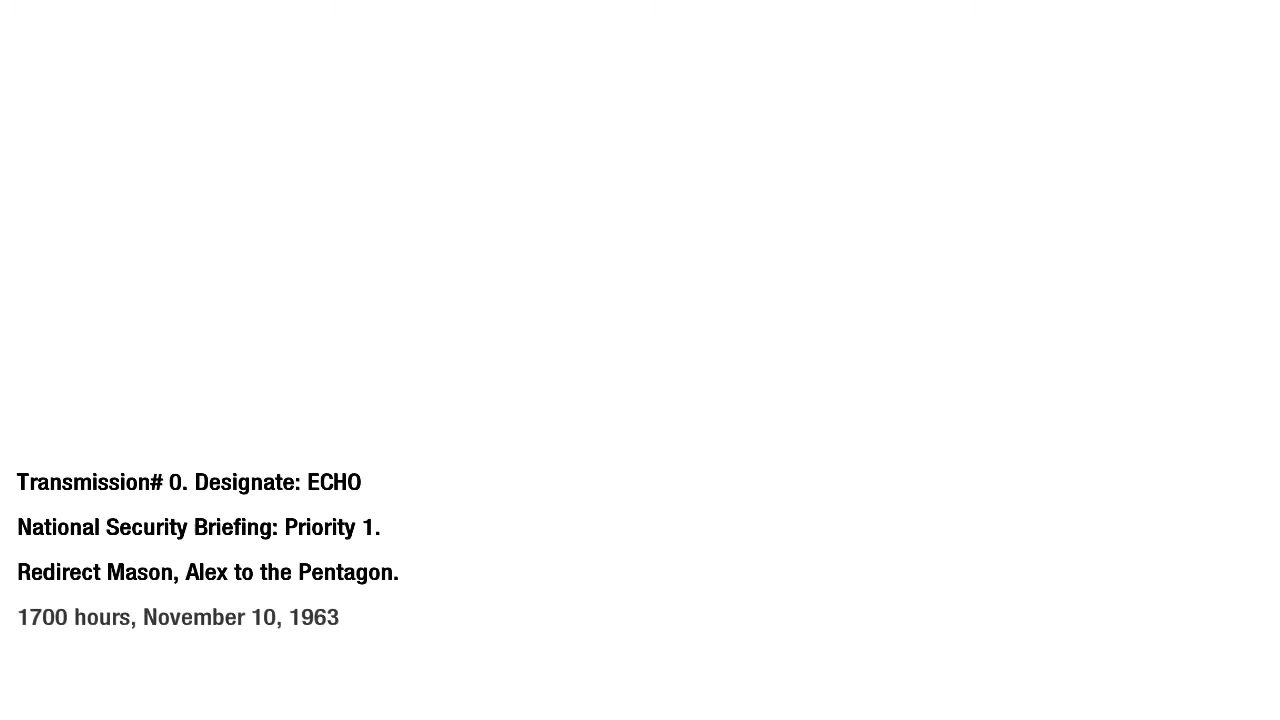 Transmission# 0. Designate: ECHO
National Security Briefing: Priority 1.
Redirect Mason, Alex to the Pentagon.
1700 hours, November 10, 1963